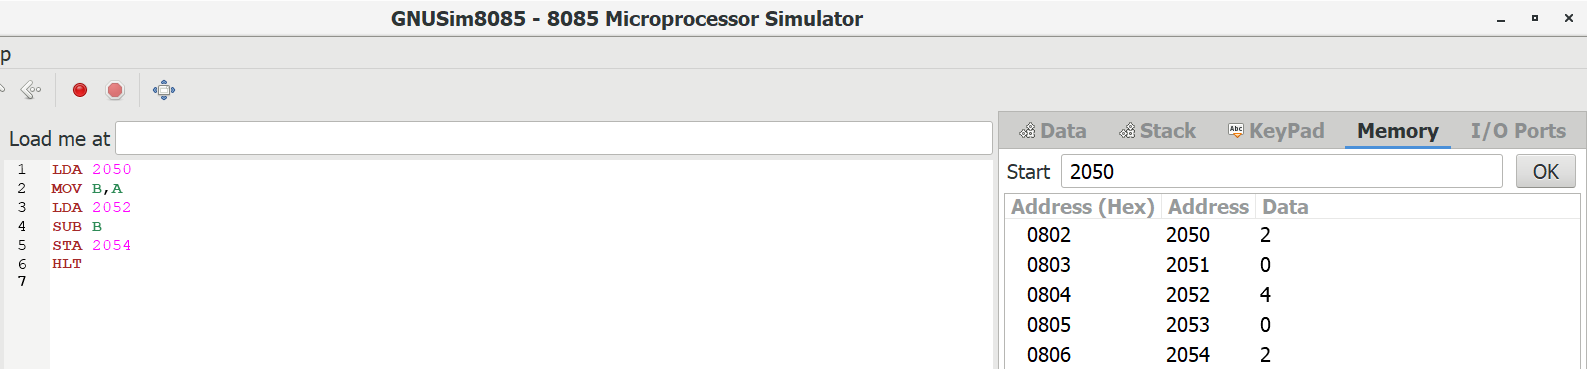 GNUSim8085 - 8085 Microprocessor Simulator
p
Load me at
1 LDA 2050
2 MOV B,A
3 LDA 2052
4 SUB B
5 STA 2054
6 HLT
7
Data Stack Abc KeyPad Memory I/O Ports
Start 2050 OK
Address (Hex) Address Data
0802 2050 2
0803 2051 0
0804 2052 4
0805 2053 0
0806 2054 2